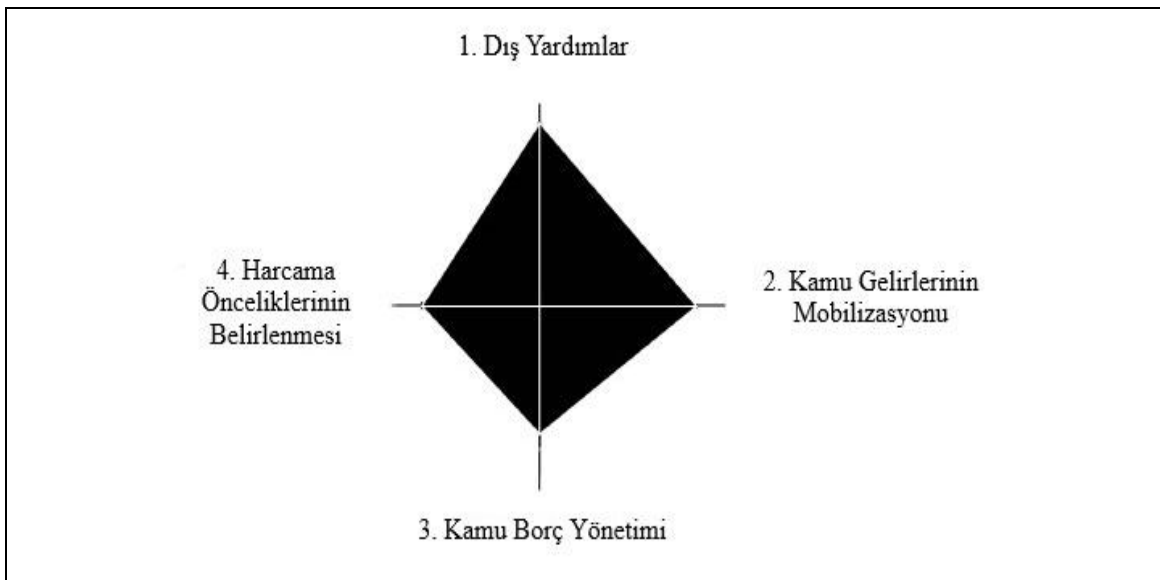 1. Dış Yardımlar
4. Harcama
Önceliklerinin
Belirlenmesi
2. Kamu Gelirlerinin
Mobilizasyonu
3. Kamu Borç Yönetimi